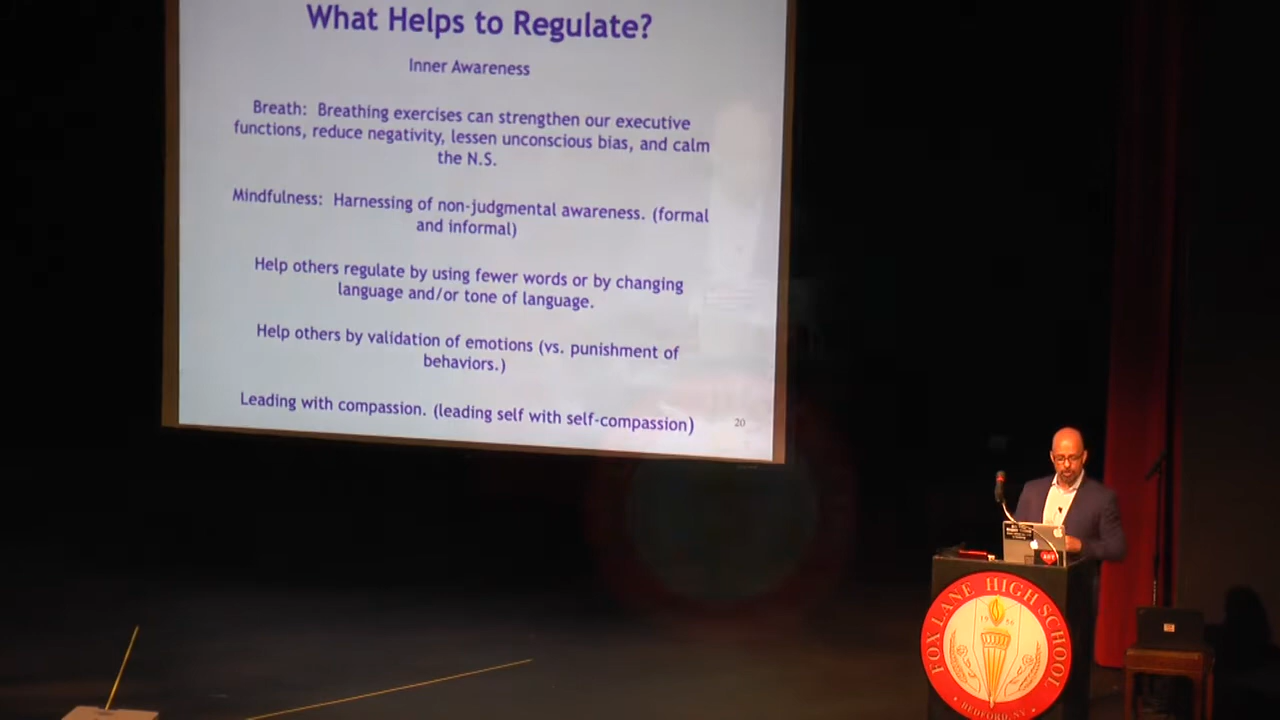 What Helps to Regulate?
Inner Awareness
Breath: Breathing exercises can strengthen our executive
functions, reduce negativity, lessen unconscious bias, and calm
the N.S.
Mindfulness: Harnessing of non-judgmental awareness. (formal
and informal)
Help others regulate by using fewer words or by changing
language and/or tone of language.
Help others by validation of emotions (vs. punishment of
behaviors.)
Leading with compassion. (leading self with self-compassion)
20
FOX LANE HIGH SCHOOL
1956
BEDFORD, NY